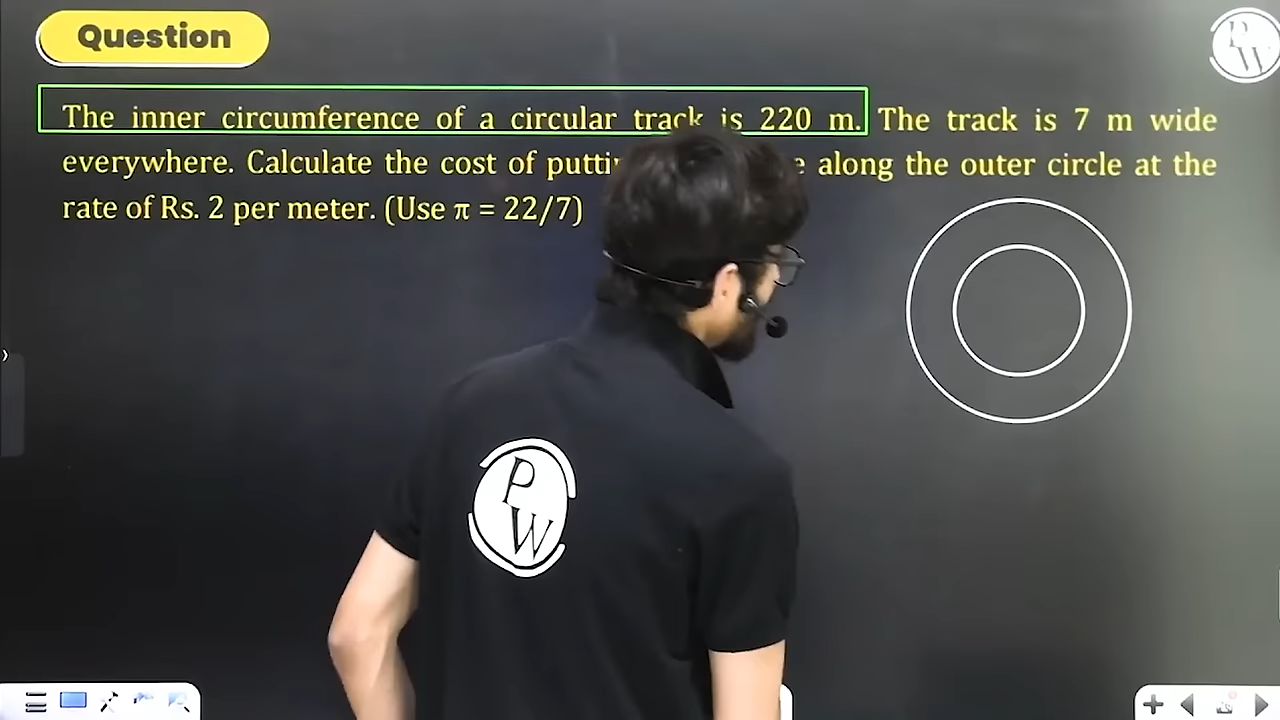 Question
The inner circumference of a circular track is 220 m. The track is 7 m wide
everywhere. Calculate the cost of along the outer circle at the
rate of Rs. 2 per meter. (Use π = 22/7)
P
W
P
W